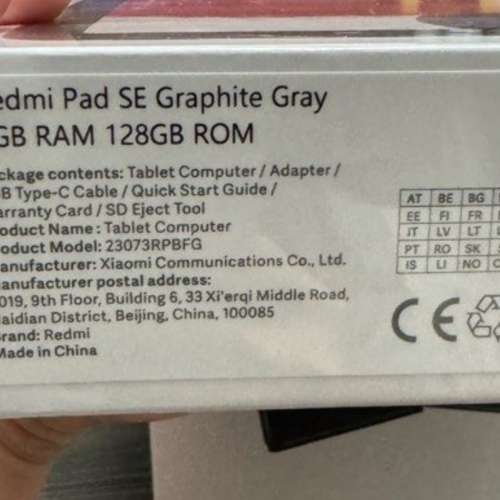 edmi Pad SE Graphite Gray
GB RAM 128GB ROM
ckage contents: Tablet Computer / Adapter /
B Type-C Cable / Quick Start Guide /
arranty Card / SD Eject Tool
oduct Name: Tablet Computer
oduct Model: 23073RPBFG
anufacturer: Xiaomi Communications Co., Ltd.
anufacturer postal address:
019, 9th Floor, Building 6, 33 Xi'erqi Middle Road,
aidian District, Beijing, China, 100085
rand: Redmi
Made in China
AT BE BG
EE FI FR
IT LV LT
PT RO SK
IS LI NO
CE